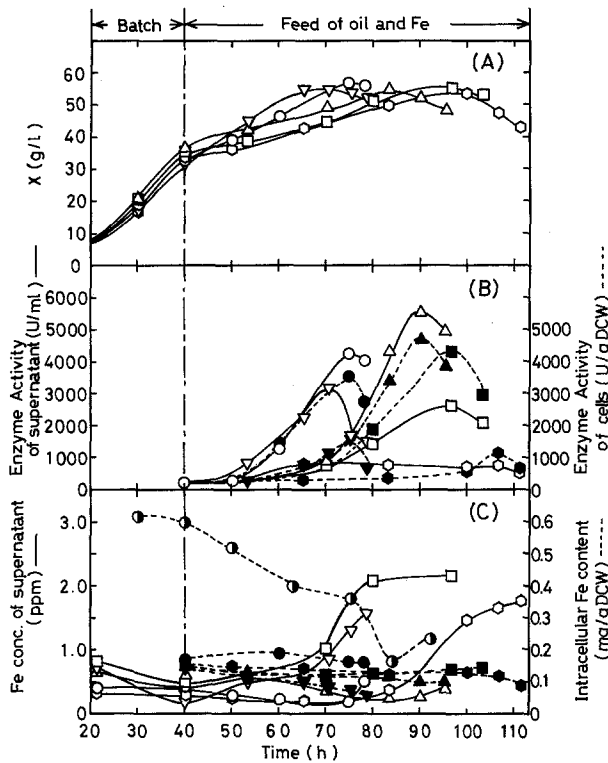 Batch
Feed of oil and Fe
(A)
X (g/l)
60
50
40
30
20
10
0
(B)
Enzyme Activity
of supernatant (U/ml)
6000
5000
4000
3000
2000
1000
0
5000
4000
3000
2000
1000
0
Enzyme Activity
of cells (U/gDCW)
(C)
Fe conc. of supernatant
(ppm)
3.0
2.0
1.0
0
0.6
0.5
0.4
0.3
0.2
0.1
0
Intracellular Fe content
(mg/gDCW)
20 30 40 50 60 70 80 90 100 110
Time (h)